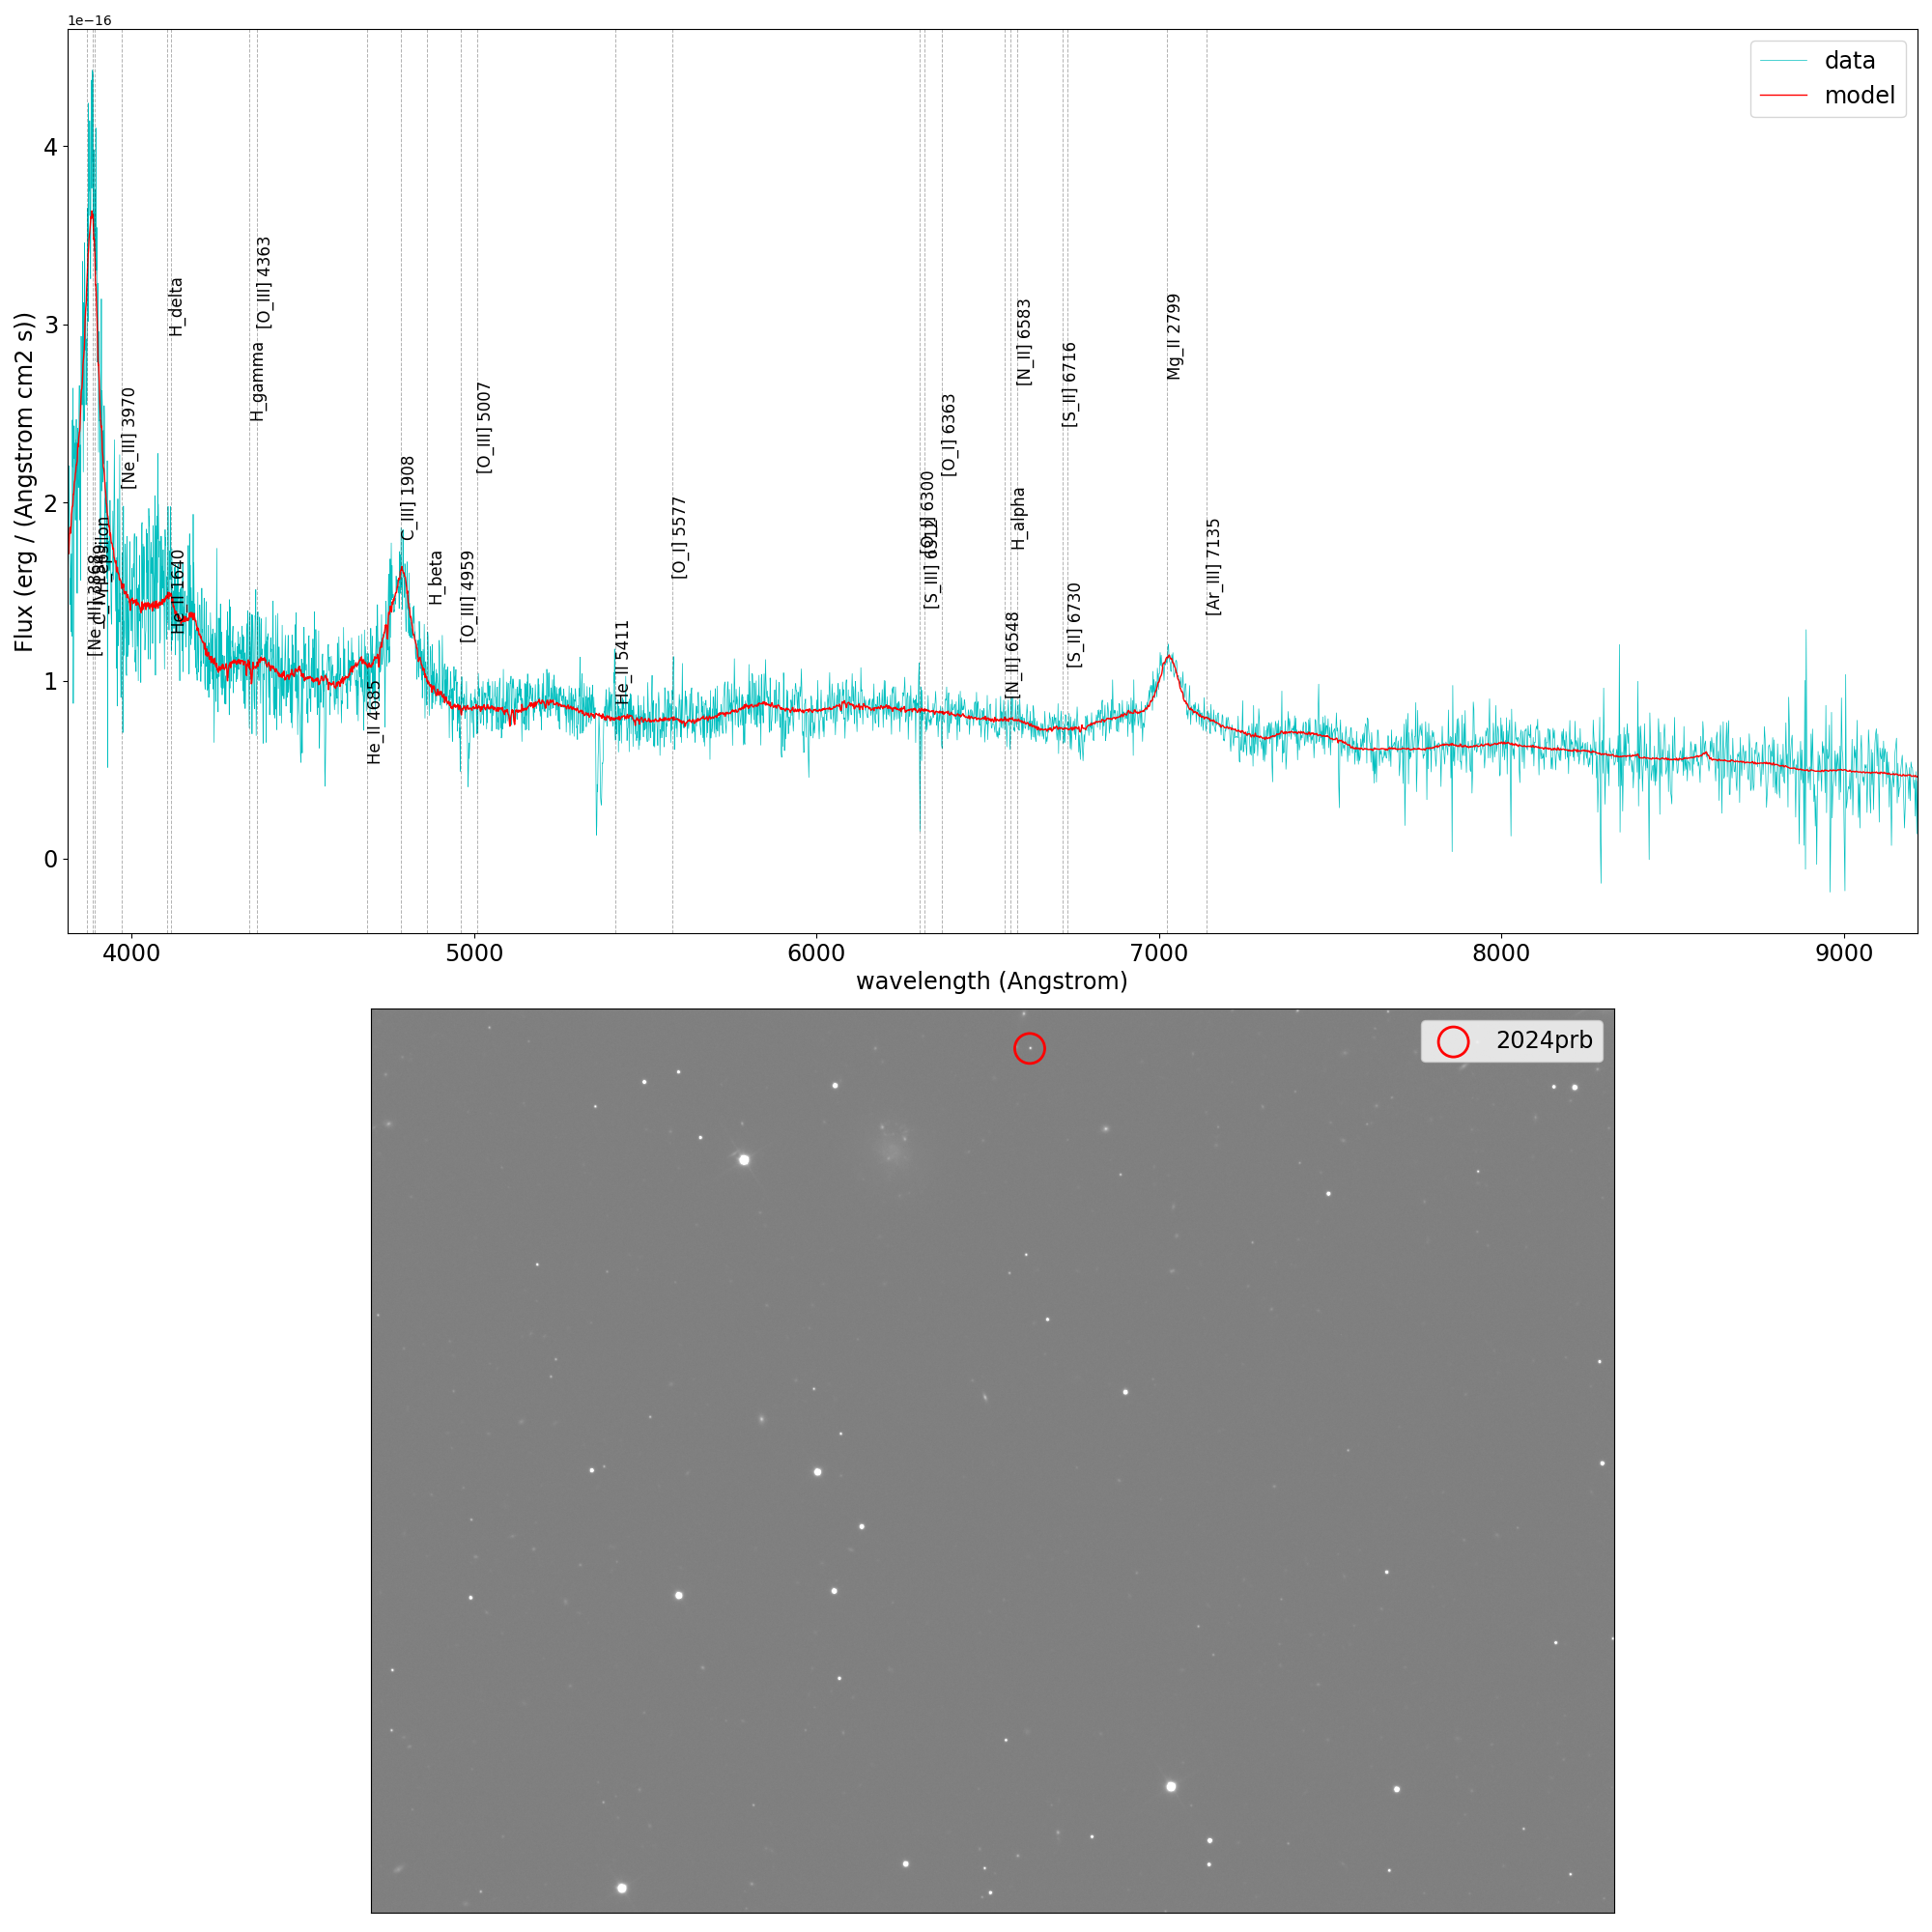 1e−16
data
model
4
3
2
1
0
Flux (erg / (Angstrom cm2 s))
[O_III] 4363
H_delta
H_gamma
[Ne_III] 3970
He_II 1640
He_II 4685
C_III] 1908
H_beta
[O_III] 4959
[O_III] 5007
He_II 5411
[O_I] 5577
[O_I] 6300
[S_III] 6312
[O_I] 6363
[N_II] 6548
H_alpha
[N_II] 6583
[S_II] 6716
[S_II] 6730
Mg_II 2799
[Ar_III] 7135
4000 5000 6000 7000 8000 9000
wavelength (Angstrom)
2024prb